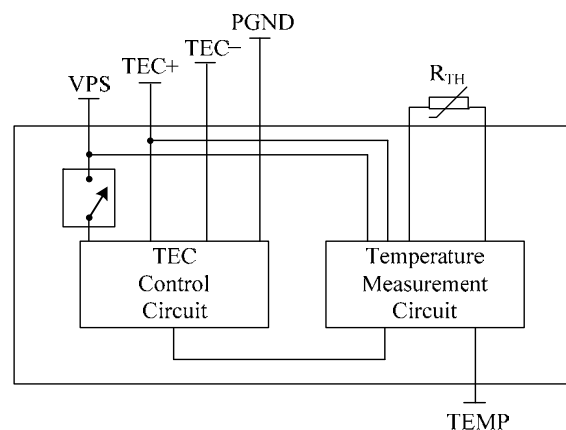 PGND
TEC−
TEC+
VPS
R_TH
TEC
Control
Circuit
Temperature
Measurement
Circuit
TEMP